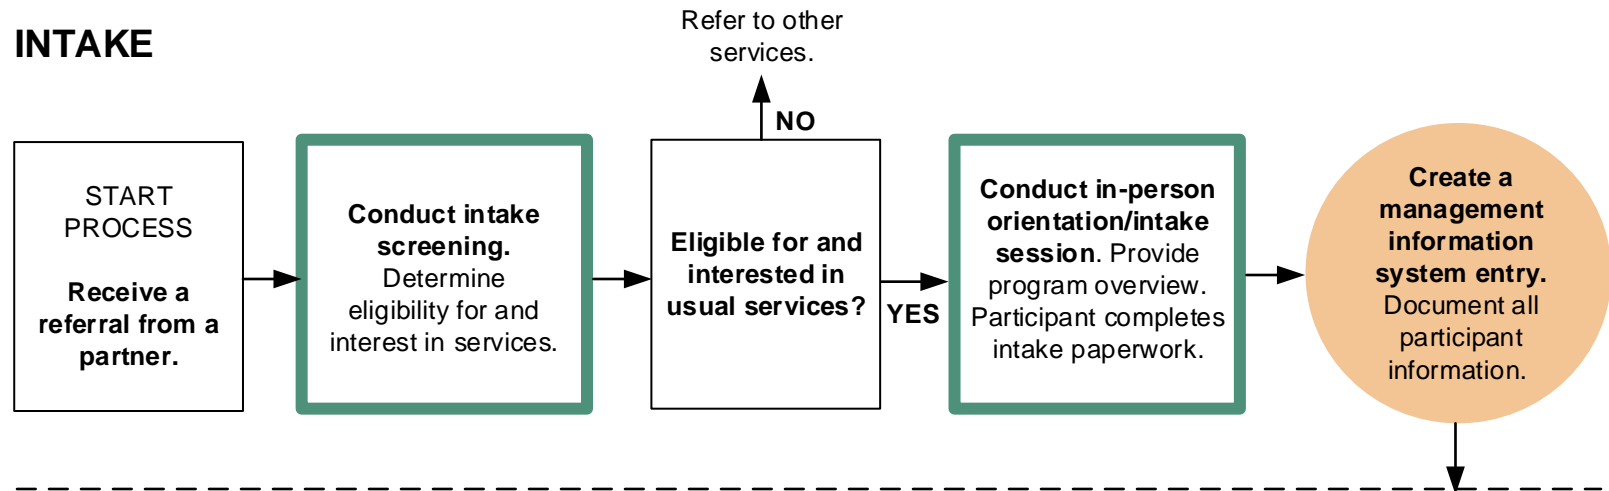 INTAKE
Refer to other
services.
NO
START
PROCESS
Receive a
referral from a
partner.
Conduct intake
screening.
Determine
eligibility for and
interest in services.
Eligible for and
interested in
usual services?
YES
Conduct in-person
orientation/intake
session. Provide
program overview.
Participant completes
intake paperwork.
Create a
management
information
system entry.
Document all
participant
information.